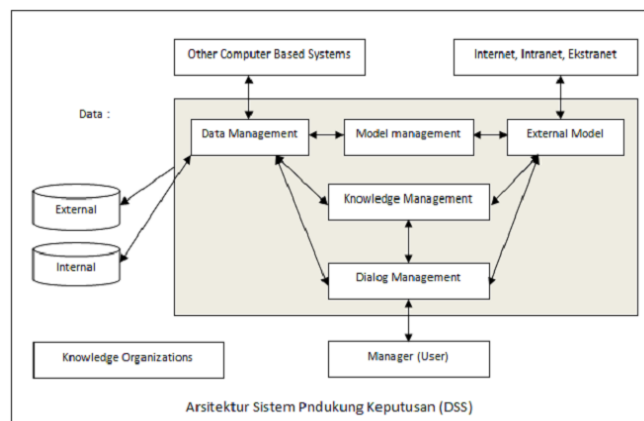 Other Computer Based Systems
Internet, Intranet, Ekstranet
Data :
Data Management
Model management
External Model
Knowledge Management
External
Internal
Dialog Management
Knowledge Organizations
Manager (User)
Arsitektur Sistem Pndukung Keputusan (DSS)